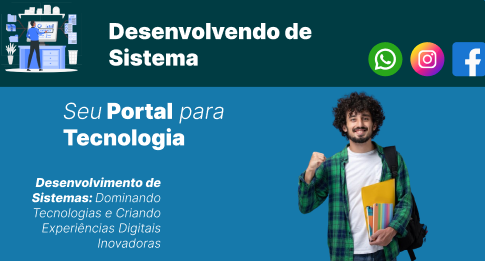 Desenvolvendo de
Sistema
Seu Portal para
Tecnologia
Desenvolvimento de
Sistemas: Dominando
Tecnologias e Criando
Experiências Digitais
Inovadoras